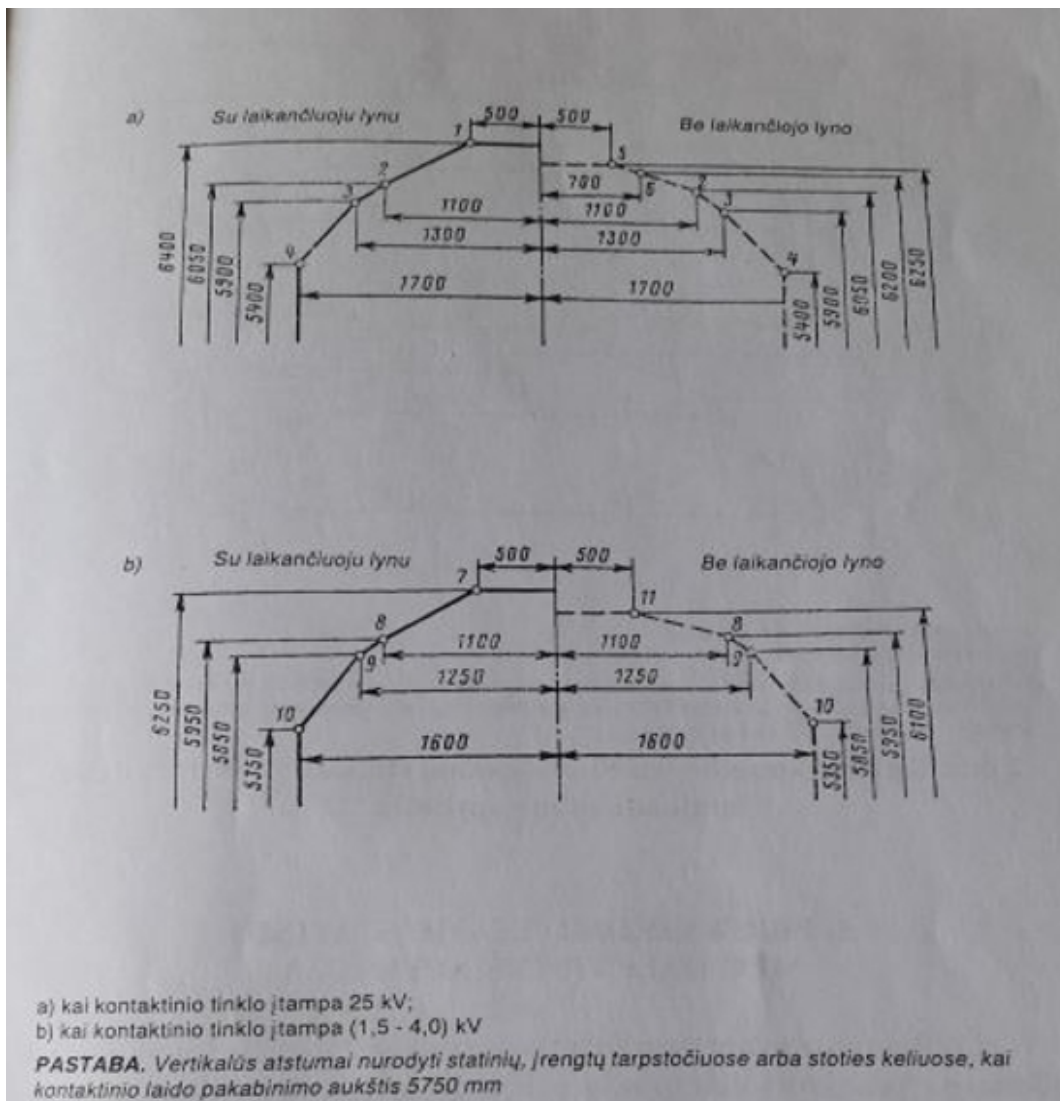 a) Su laikančiuoju lynu 500 500 Be laikančiojo lyno
1
5
2 6 2
700
3 3
1100 1100
1300 1300
4 4
1700 1700
6400 6050 5900 5400 5400 5900 6050 6200 6250
b) Su laikančiuoju lynu 500 500 Be laikančiojo lyno
7
11
8 8
1100 1100
9 9
1250 1250
10 10
1600 1600
6250 5950 5850 5350 5350 5850 5950 6100
a) kai kontaktinio tinklo įtampa 25 kV;
b) kai kontaktinio tinklo įtampa (1,5 - 4,0) kV
PASTABA. Vertikalūs atstumai nurodyti statinių, įrengtų tarpstočiuose arba stoties keliuose, kai
kontaktinio laido pakabinimo aukštis 5750 mm